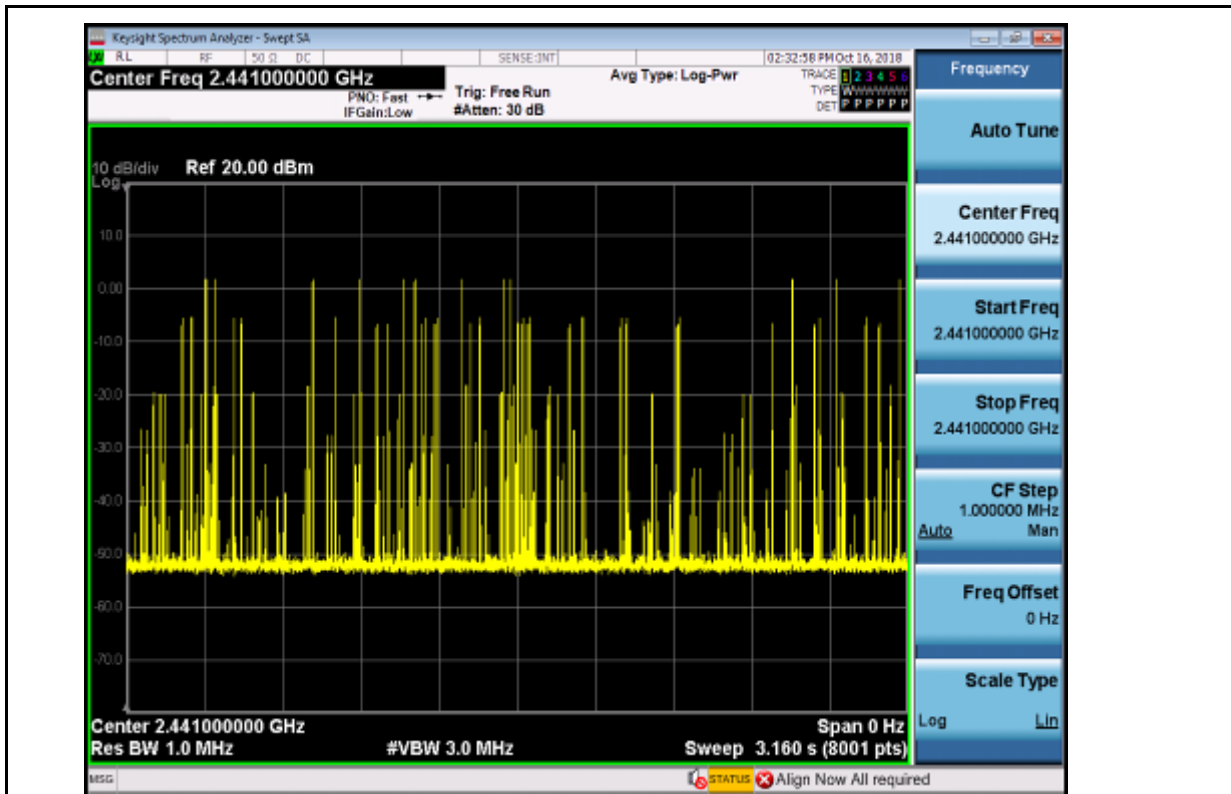 Keysight Spectrum Analyzer - Swept SA
RL RF 50 Ω DC SENSE:INT 02:32:58 PM Oct 16, 2018
Center Freq 2.441000000 GHz Avg Type: Log-Pwr TRACE 1 2 3 4 5 6
PNO: Fast Trig: Free Run TYPE WWWWWW
IFGain:Low #Atten: 30 dB DET P P P P P P
10 dB/div Ref 20.00 dBm
Log
10.0
0.00
-10.0
-20.0
-30.0
-40.0
-50.0
-60.0
-70.0
Center 2.441000000 GHz Span 0 Hz
Res BW 1.0 MHz #VBW 3.0 MHz Sweep 3.160 s (8001 pts)
MSG STATUS Align Now All required
Frequency
Auto Tune
Center Freq
2.441000000 GHz
Start Freq
2.441000000 GHz
Stop Freq
2.441000000 GHz
CF Step
1.000000 MHz
Auto Man
Freq Offset
0 Hz
Scale Type
Log Lin